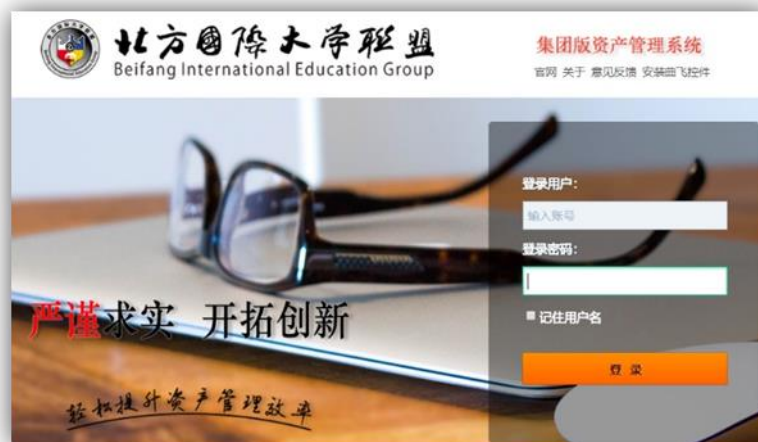 北方國際大学联盟
Beifang International Education Group
集团版资产管理系统
官网 关于 意见反馈 安装曲飞控件
登录用户：
输入账号
登录密码：
记住用户名
登 录
严谨求实 开拓创新
轻松提升资产管理效率